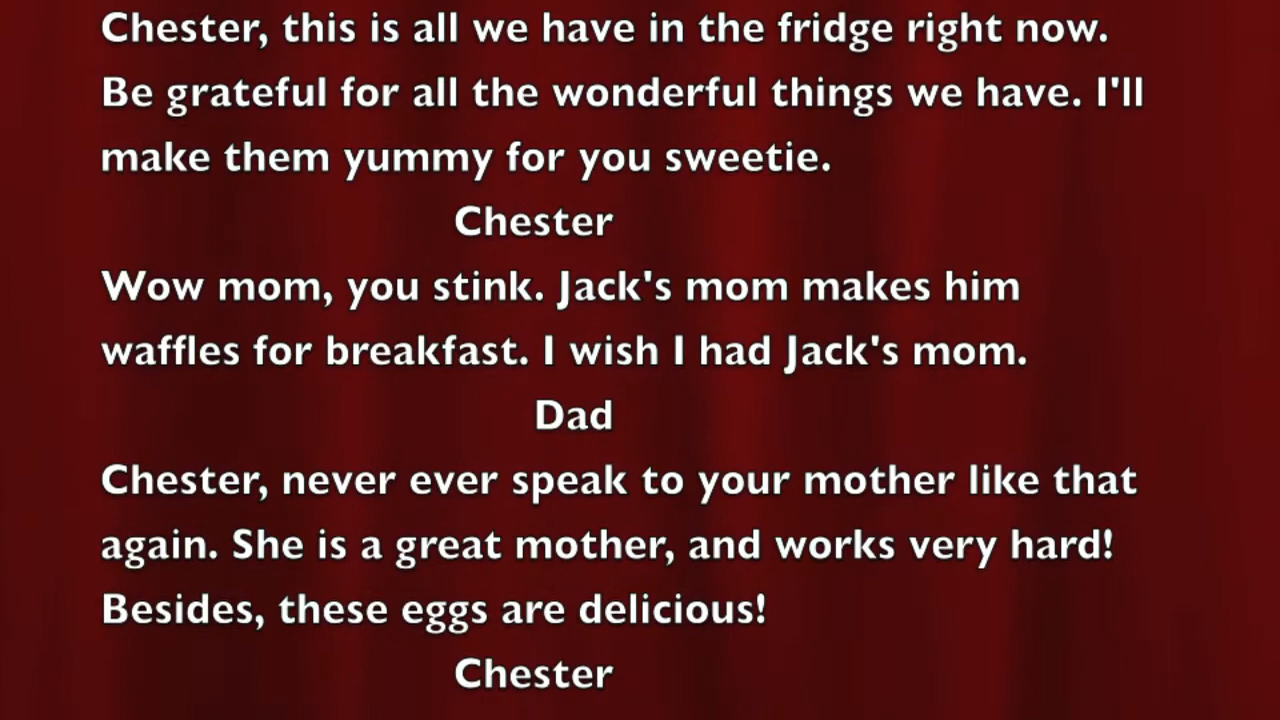 Chester, this is all we have in the fridge right now.
Be grateful for all the wonderful things we have. I'll
make them yummy for you sweetie.
Chester
Wow mom, you stink. Jack's mom makes him
waffles for breakfast. I wish I had Jack's mom.
Dad
Chester, never ever speak to your mother like that
again. She is a great mother, and works very hard!
Besides, these eggs are delicious!
Chester